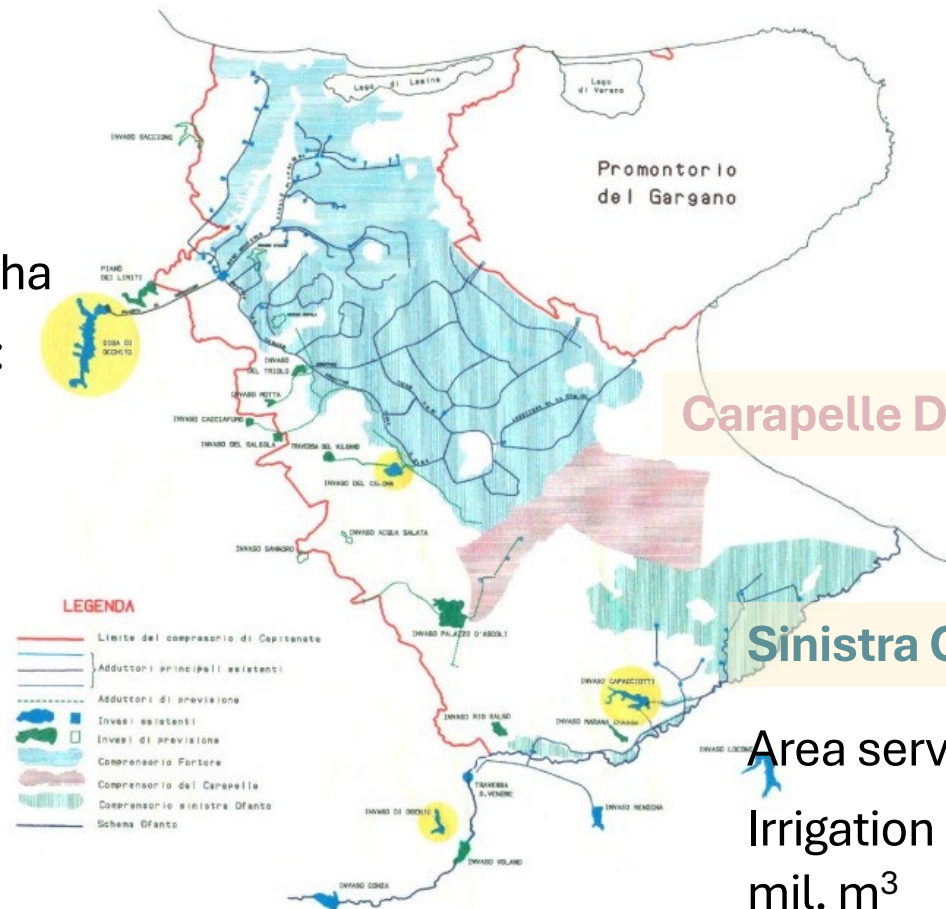 Lago di Lesina
Lago
di Varano
INVASO SACCIONE
Promontorio
del Gargano
ha
:
PIANO
DEI LIMITI
DIGA DI
OCCHITO
INVASO
DEL TRIOLO
INVASO MOTTA
INVASO CACCIAFUMO
INVASO DEL SALSOLA
TRAVERSA DEL VULGANO
INVASO DEL CELONE
Carapelle D
INVASO ACQUA SALATA
INVASO SANNORO
INVASO PALAZZO D'ASCOLI
Sinistra
INVASO CAPACCIOTTI
INVASO MARANA
INVASO RIO SALSO
INVASO LOCONE
TRAVERSA
S.VENERE
INVASO RENDINA
INVASO DI OSENTO
INVASO VOLANO
INVASO CONZA
LEGENDA
Limite del comprensorio di Capitanata
Adduttori principali esistenti
Adduttori di previsione
Invasi esistenti
Invasi di previsione
Comprensorio Fortore
Comprensorio del Carapelle
Comprensorio sinistra Ofanto
Schema Ofanto
Area serv
Irrigation
mil. m³